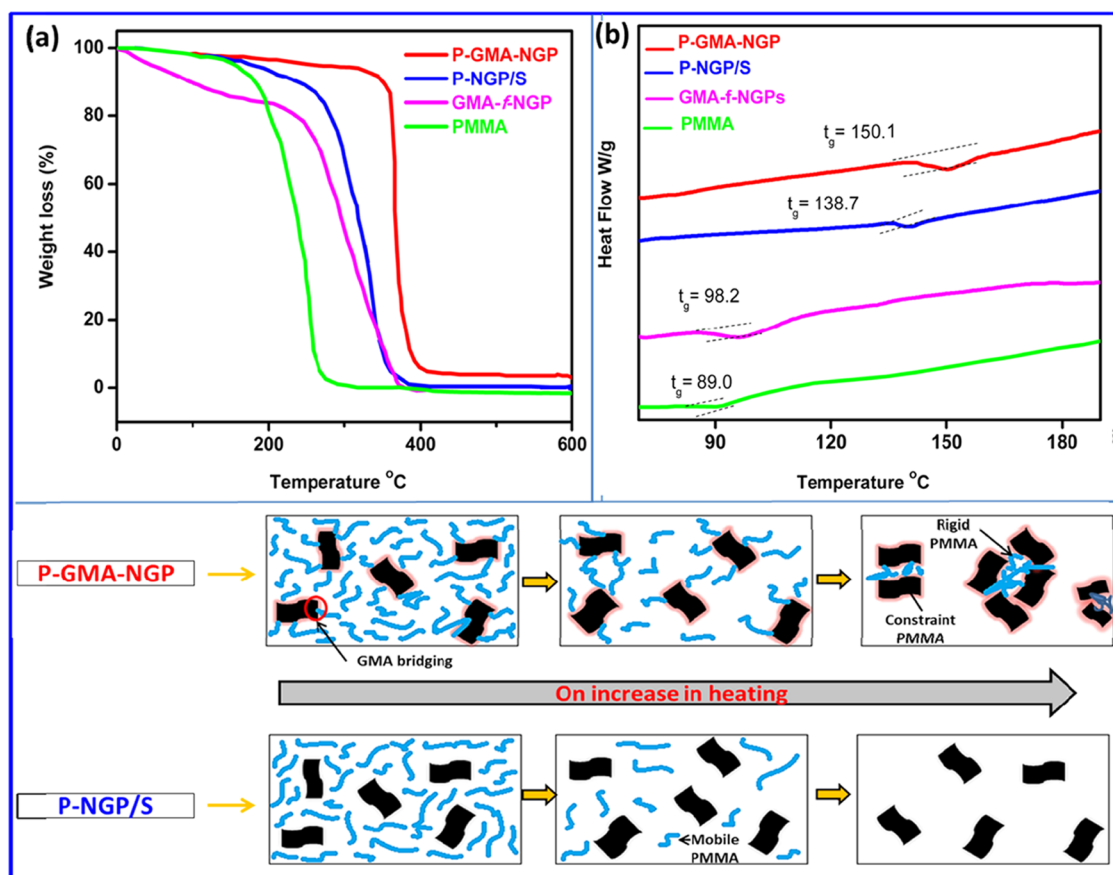 (a)
100
80
60
40
20
0
Weight loss (%)
P-GMA-NGP
P-NGP/S
GMA-f-NGP
PMMA
0 200 400 600
Temperature °C
(b)
P-GMA-NGP
P-NGP/S
GMA-f-NGPs
PMMA
Heat Flow W/g
tg= 150.1
tg= 138.7
tg= 98.2
tg= 89.0
90 120 150 180
Temperature °C
P-GMA-NGP
GMA bridging
Rigid
PMMA
Constraint
PMMA
On increase in heating
P-NGP/S
Mobile
PMMA